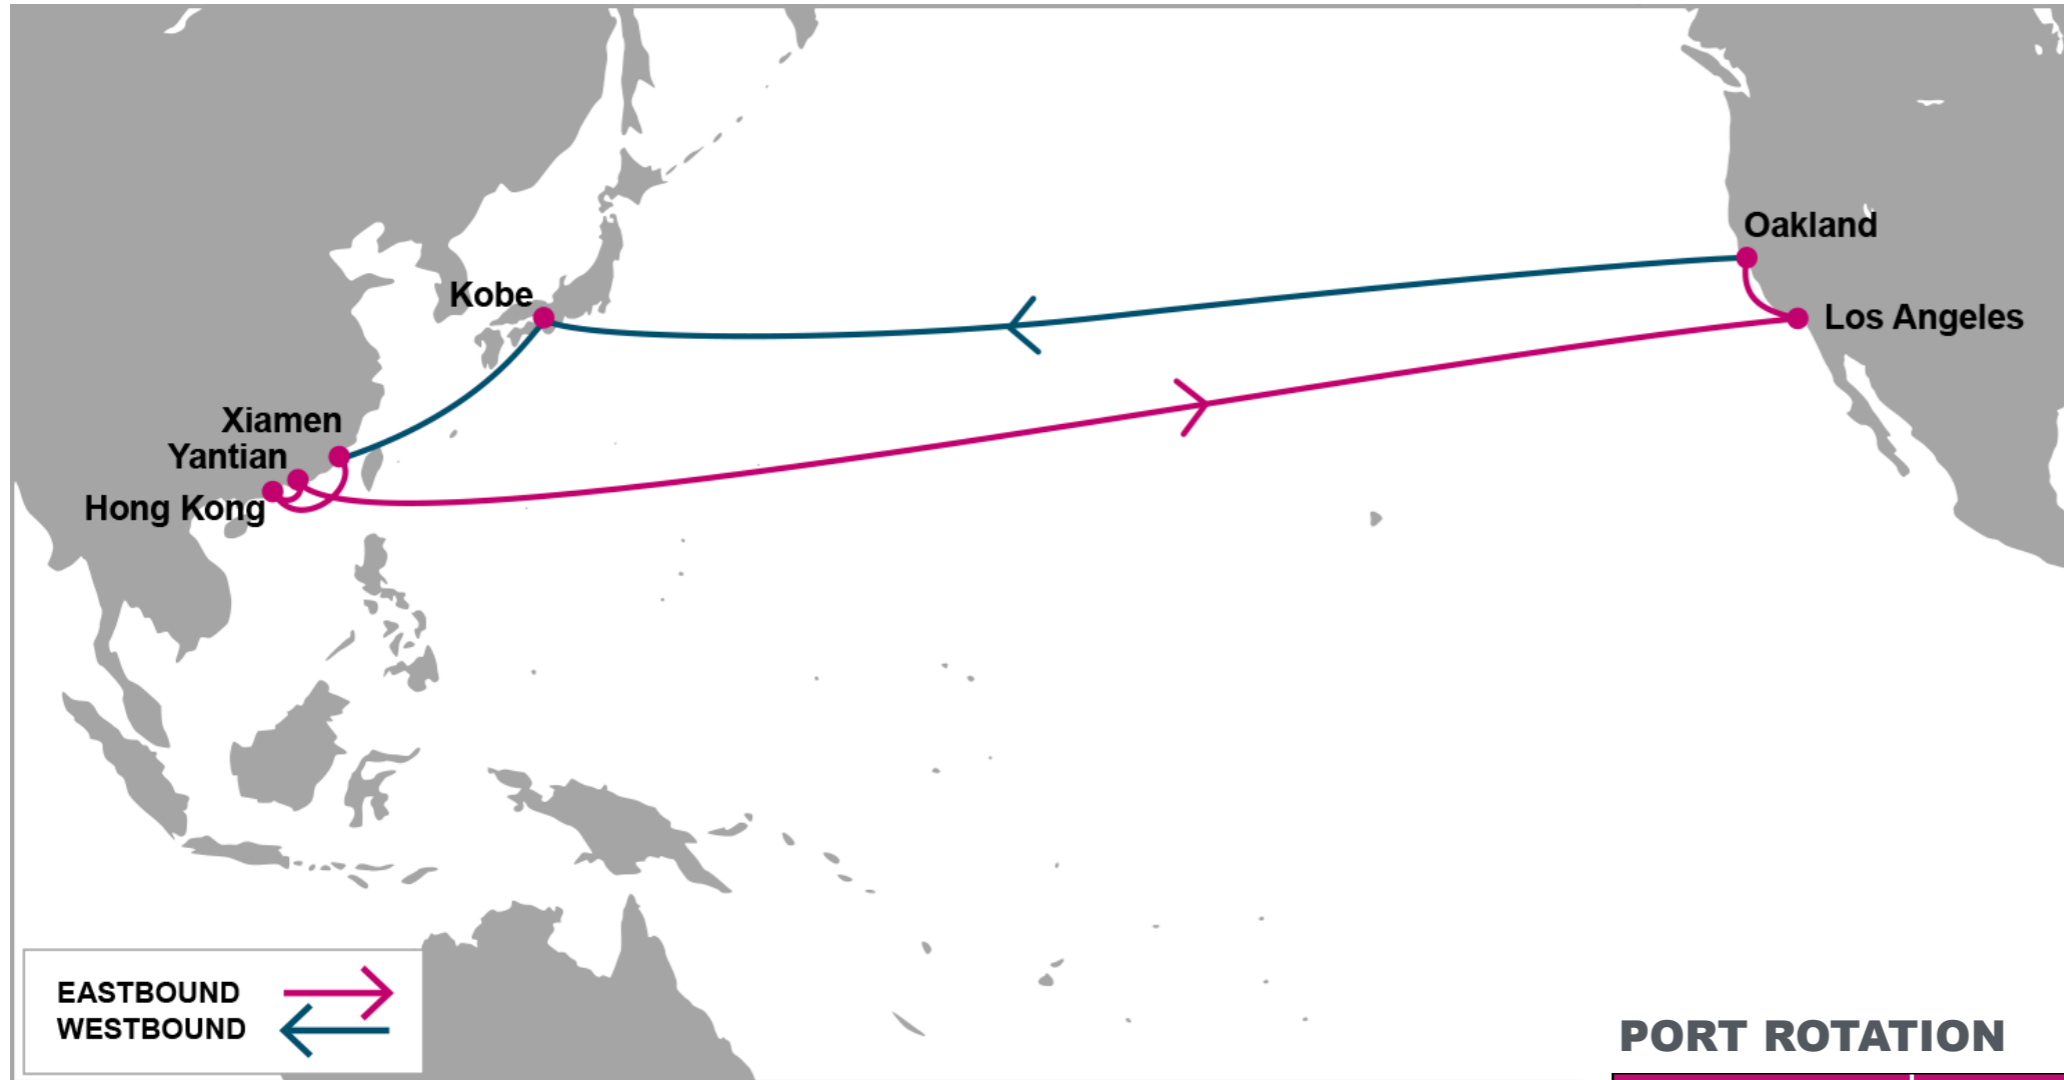 Oakland
Kobe
Los Angeles
Xiamen
Yantian
Hong Kong
EASTBOUND
WESTBOUND
PORT ROTATION